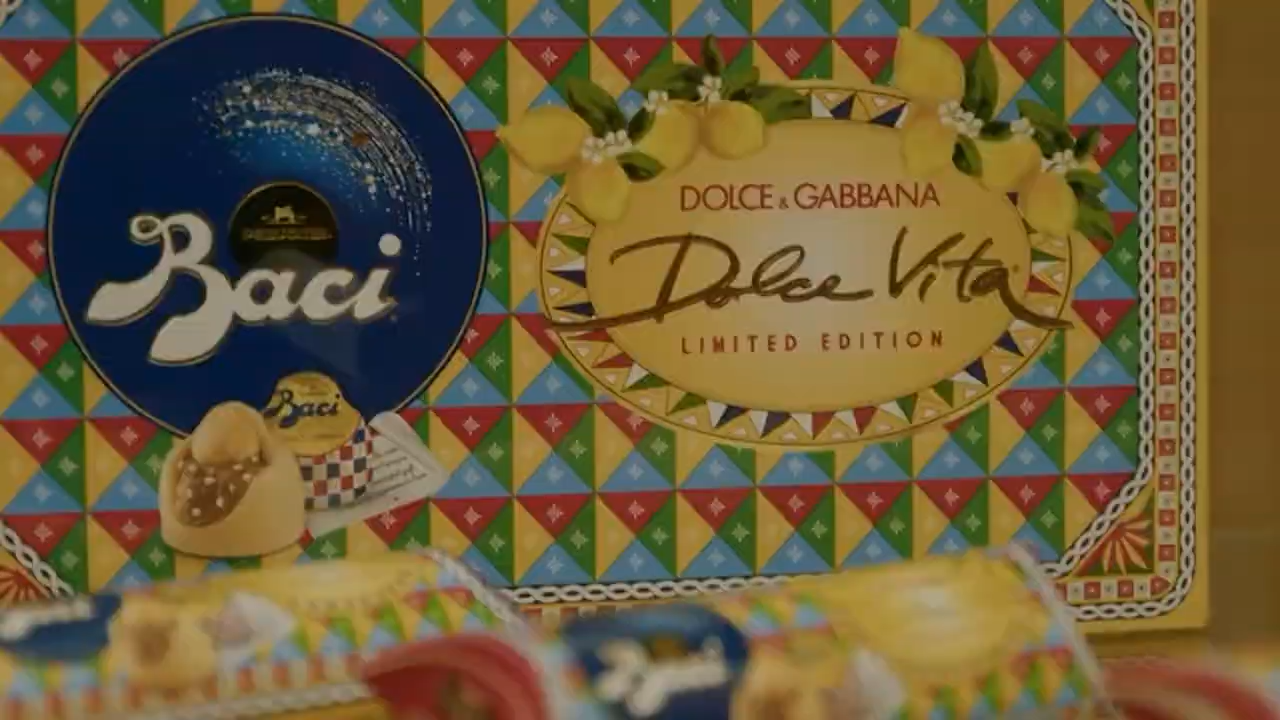 Baci
DOLCE & GABBANA
Dolce Vita
LIMITED EDITION
Baci